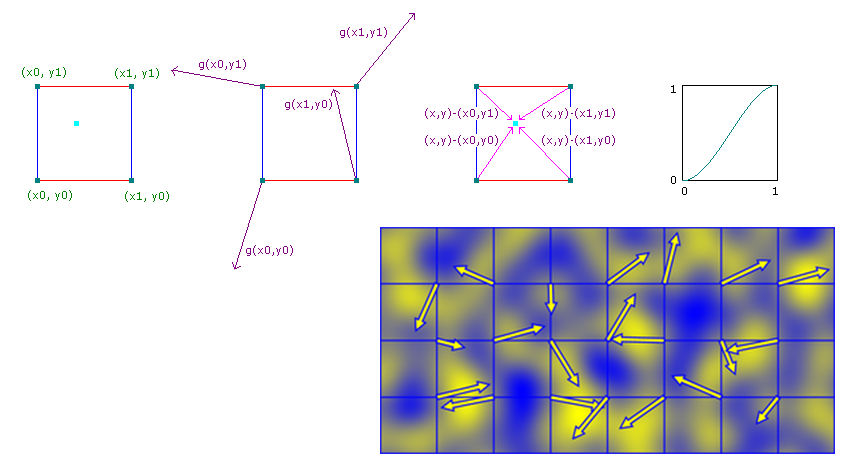 (x0, y1)
(x1, y1)
(x0, y0)
(x1, y0)
g(x0,y1)
g(x1,y1)
g(x1,y0)
g(x0,y0)
(x,y)-(x0,y1)
(x,y)-(x1,y1)
(x,y)-(x0,y0)
(x,y)-(x1,y0)
1
0
0
1